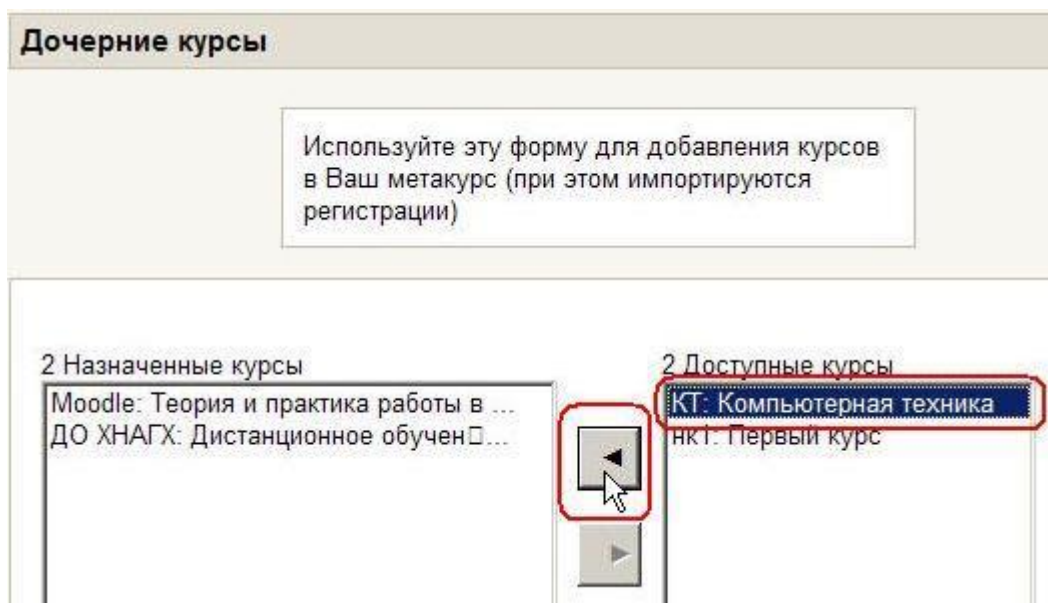 Дочерние курсы
Используйте эту форму для добавления курсов
в Ваш метакурс (при этом импортируются
регистрации)
2 Назначенные курсы
Moodle: Теория и практика работы в ...
ДО ХНАГХ: Дистанционное обучен□...
2 Доступные курсы
КТ: Компьютерная техника
нк1: Первый курс